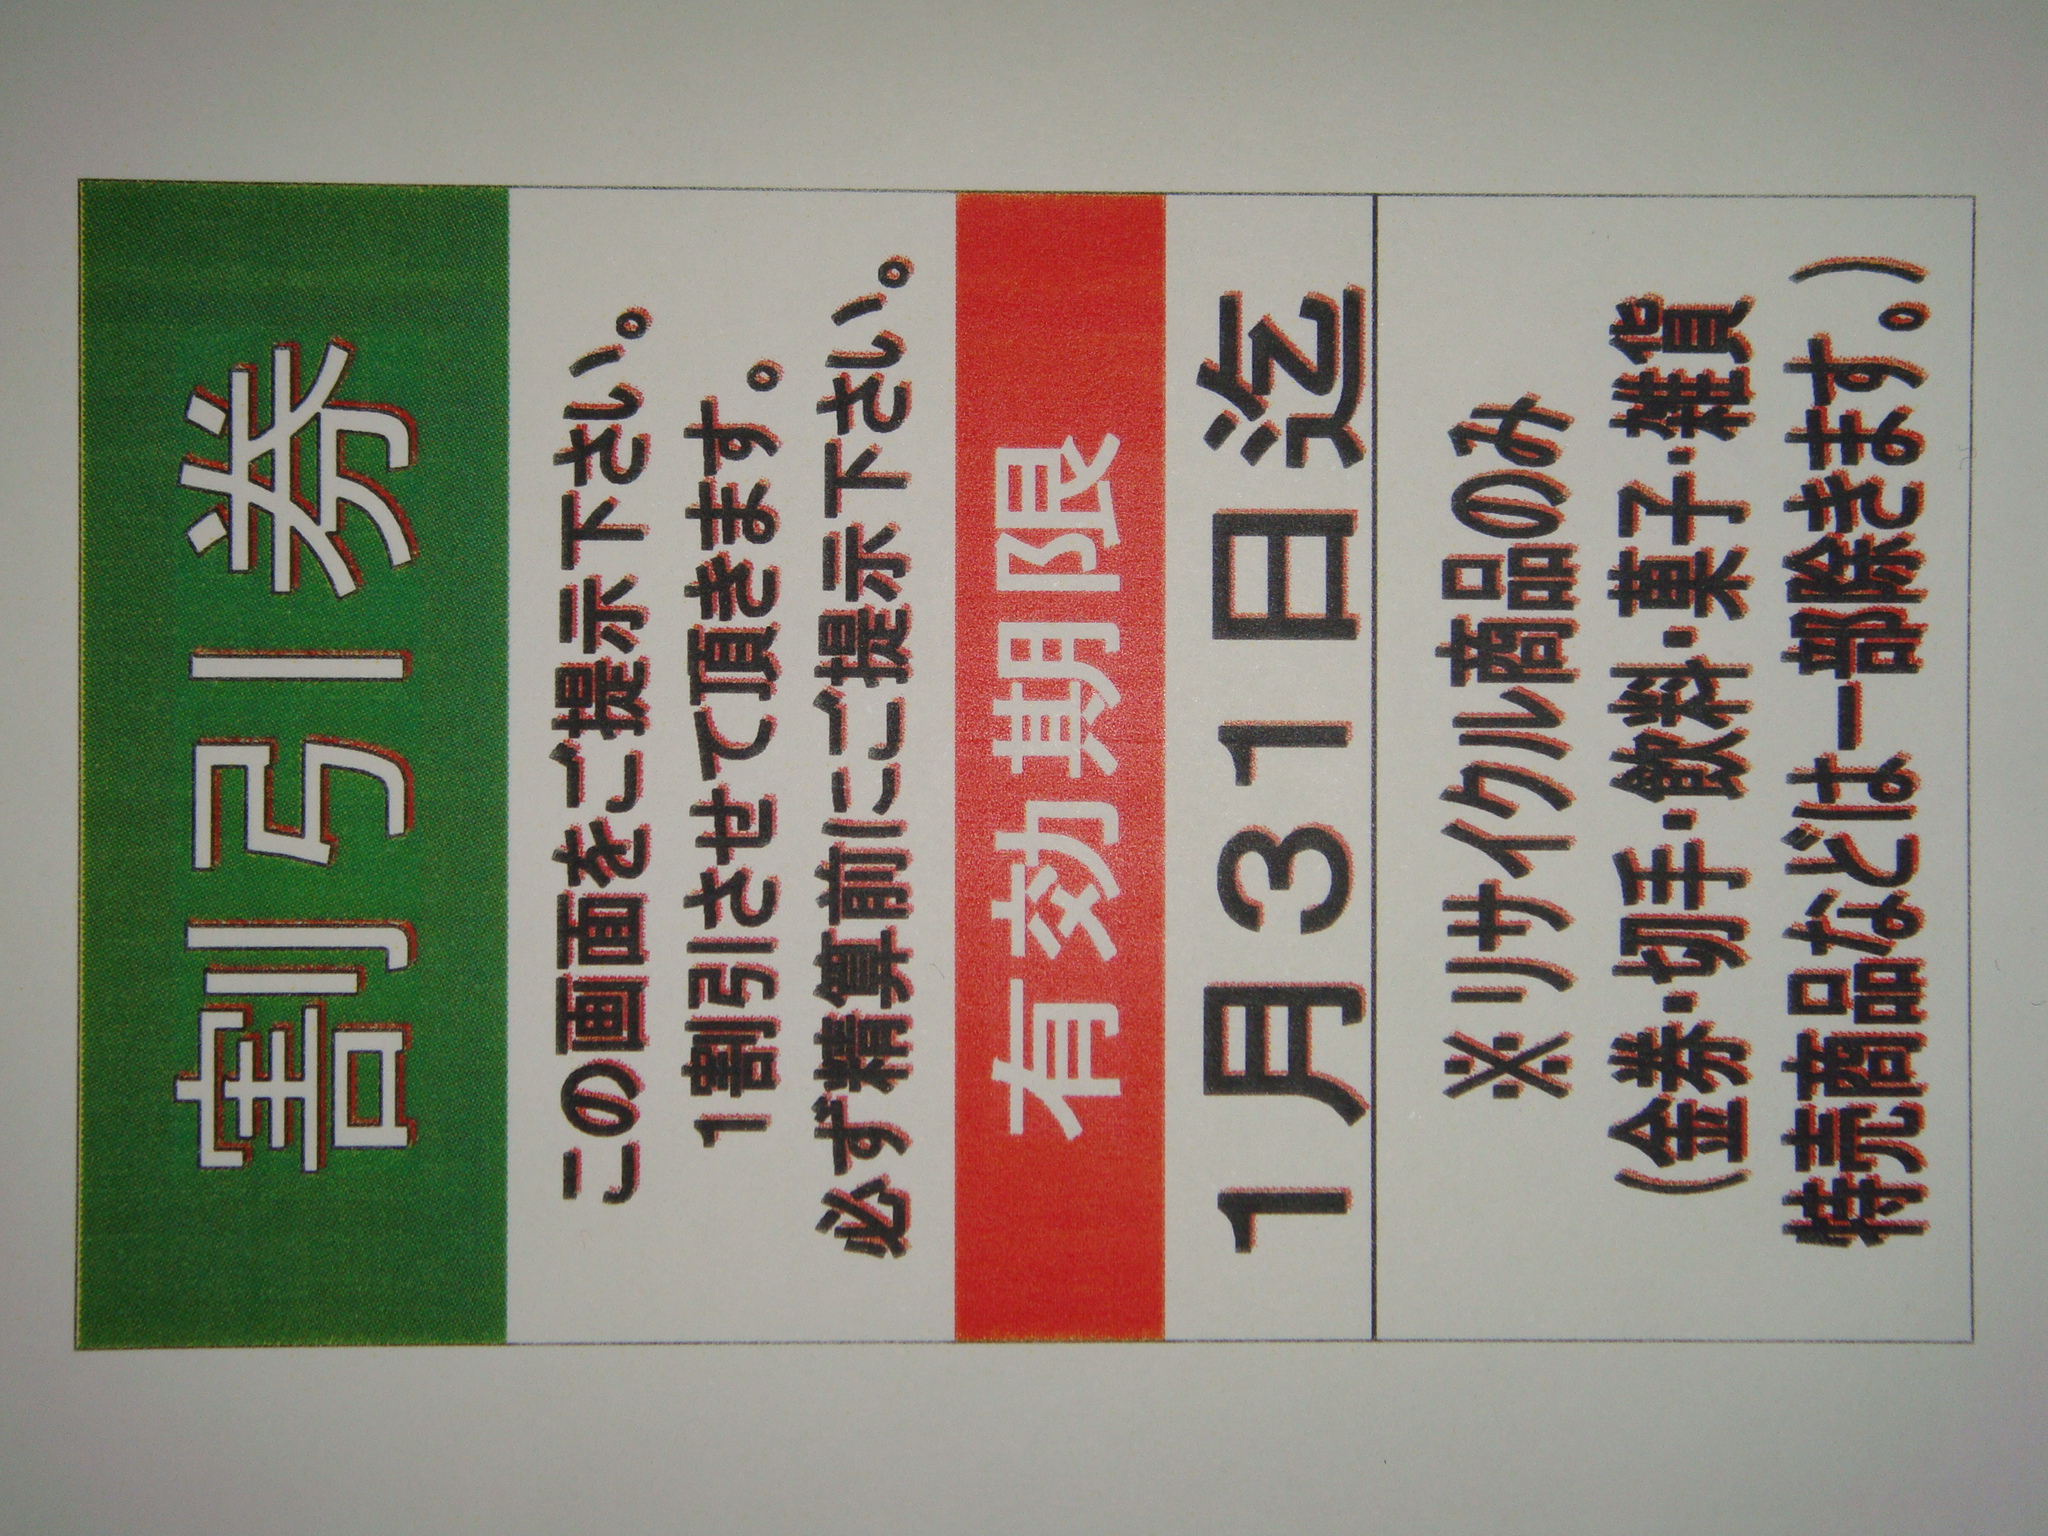 割引券
この画面をご提示下さい。
1割引させて頂きます。
必ず精算前にご提示下さい。
有効期限
1月31日迄
※リサイクル商品のみ
(金券・切手・飲料・菓子・雑貨
特売商品などは一部除きます。)